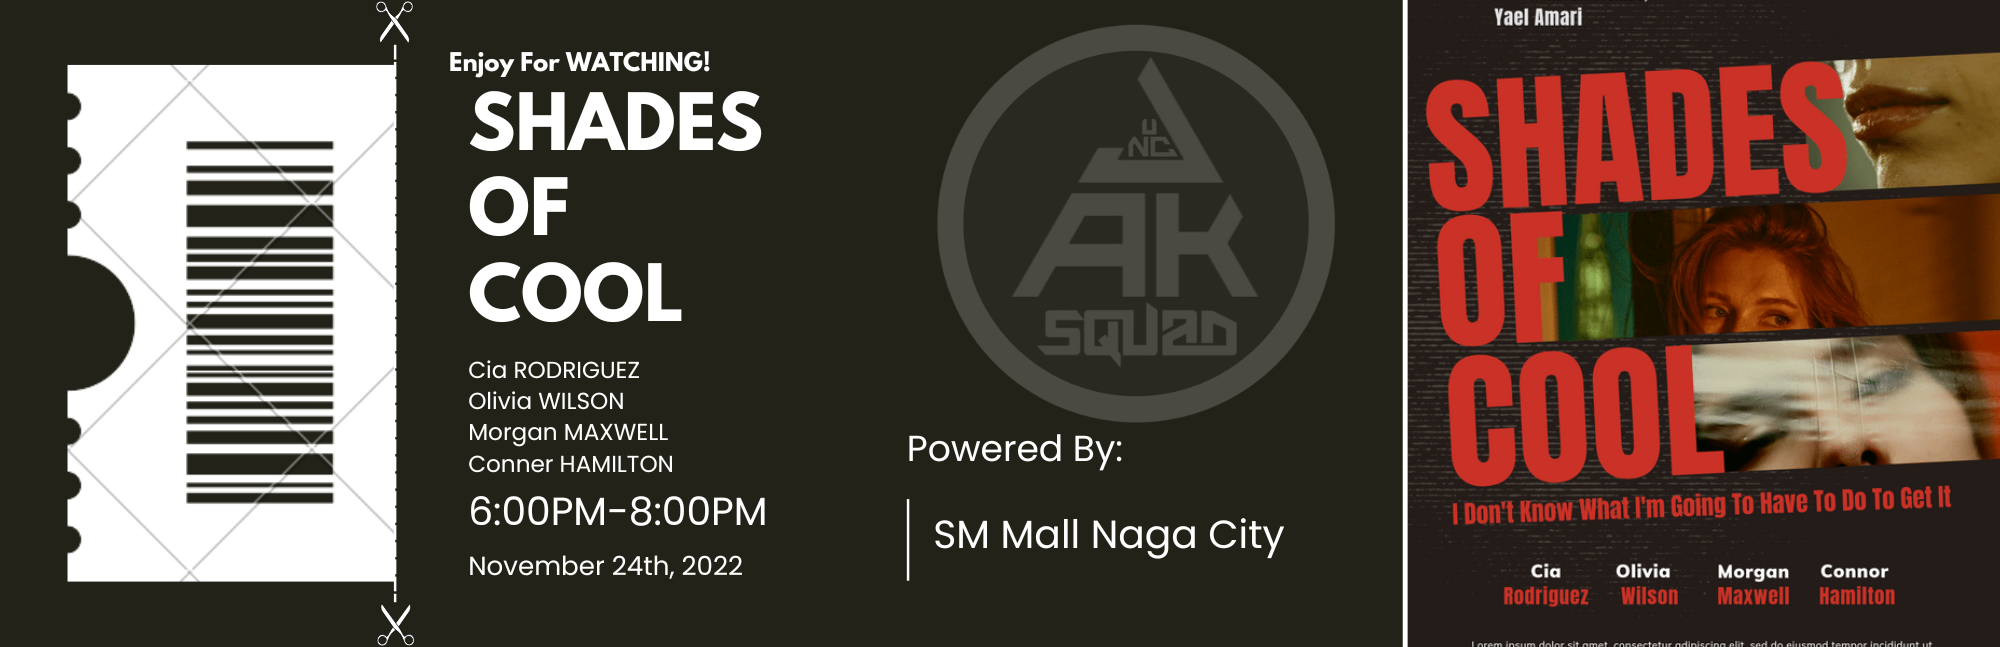 Enjoy For WATCHING!
SHADES
OF
COOL
Cia RODRIGUEZ
Olivia WILSON
Morgan MAXWELL
Conner HAMILTON
6:00PM-8:00PM
November 24th, 2022
U
NC
AK
SQUAD
Powered By:
SM Mall Naga City
Yael Amari
SHADES
OF
COOL
I Don't Know What I'm Going To Have To Do To Get It
Cia Olivia Morgan Connor
Rodriguez Wilson Maxwell Hamilton
Lorem ipsum dolor sit amet, consectetur adipiscing elit, sed do eiusmod tempor incididunt ut